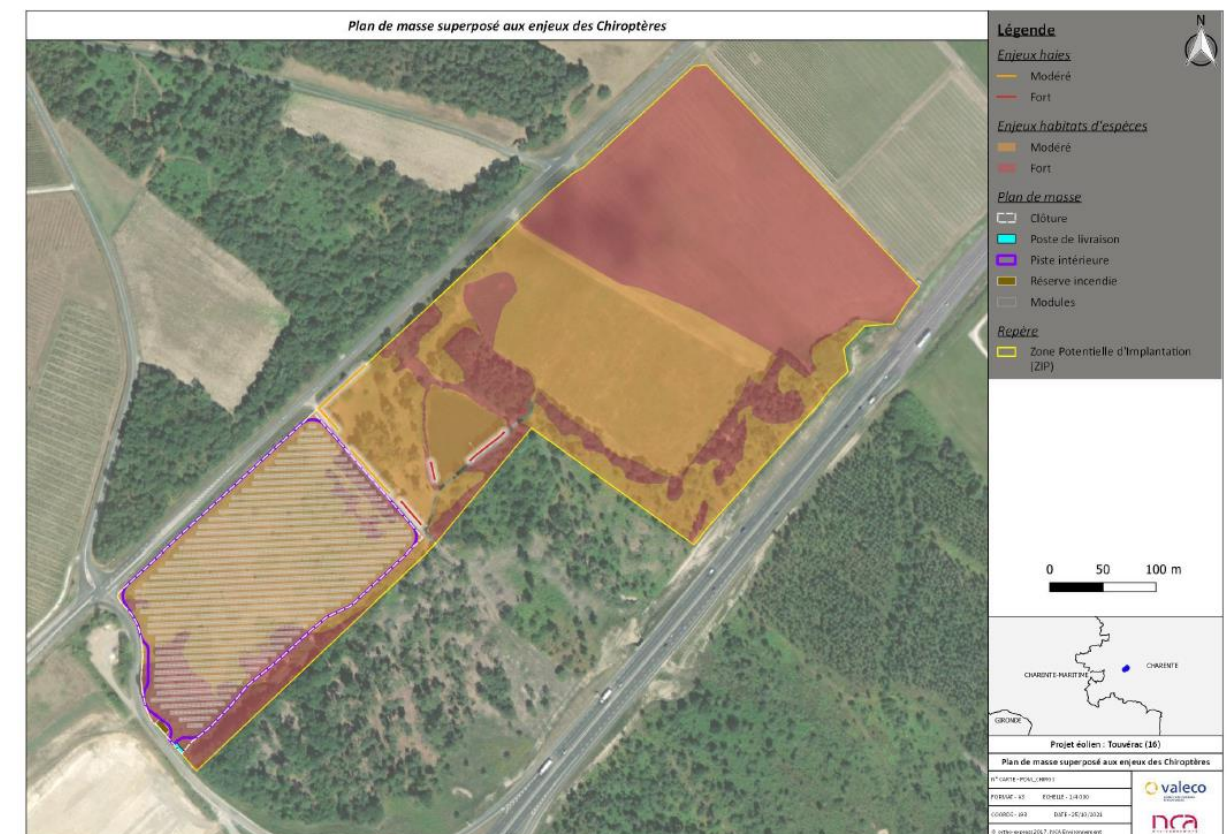 Plan de masse superposé aux enjeux des Chiroptères
Légende
N
Enjeux haies
Modéré
Fort
Enjeux habitats d'espèces
Modéré
Fort
Plan de masse
Clôture
Poste de livraison
Piste intérieure
Réserve incendie
Modules
Repère
Zone Potentielle d'Implantation
(ZIP)
0 50 100 m
CHARENTE-MARITIME
CHARENTE
GIRONDE
Projet éolien : Touvérac (16)
Plan de masse superposé aux enjeux des Chiroptères
FORMAT - A3
valeco
nca